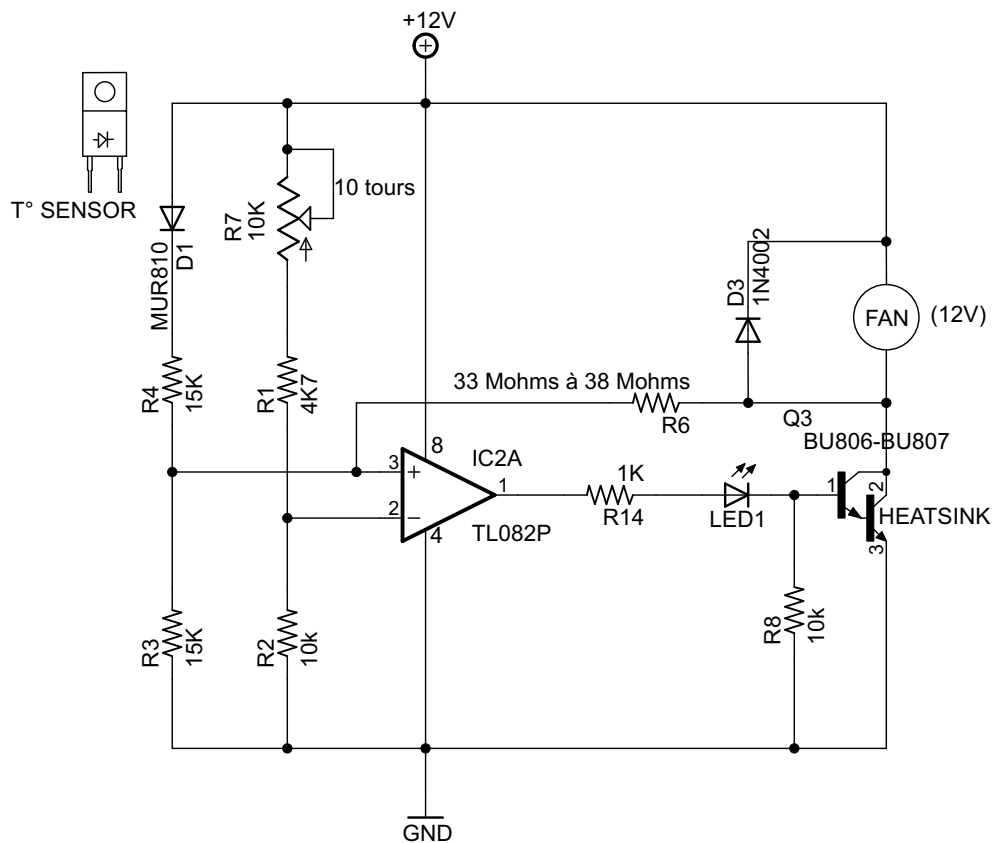 +12V
T° SENSOR
MUR810
D1
R7
10K
10 tours
D3
1N4002
FAN
(12V)
R4
15K
R1
4K7
33 Mohms à 38 Mohms
R6
Q3
BU806-BU807
3
+
8
IC2A
1
2
−
4
TL082P
1K
R14
LED1
1
2
3
HEATSINK
R3
15K
R2
10k
R8
10k
GND